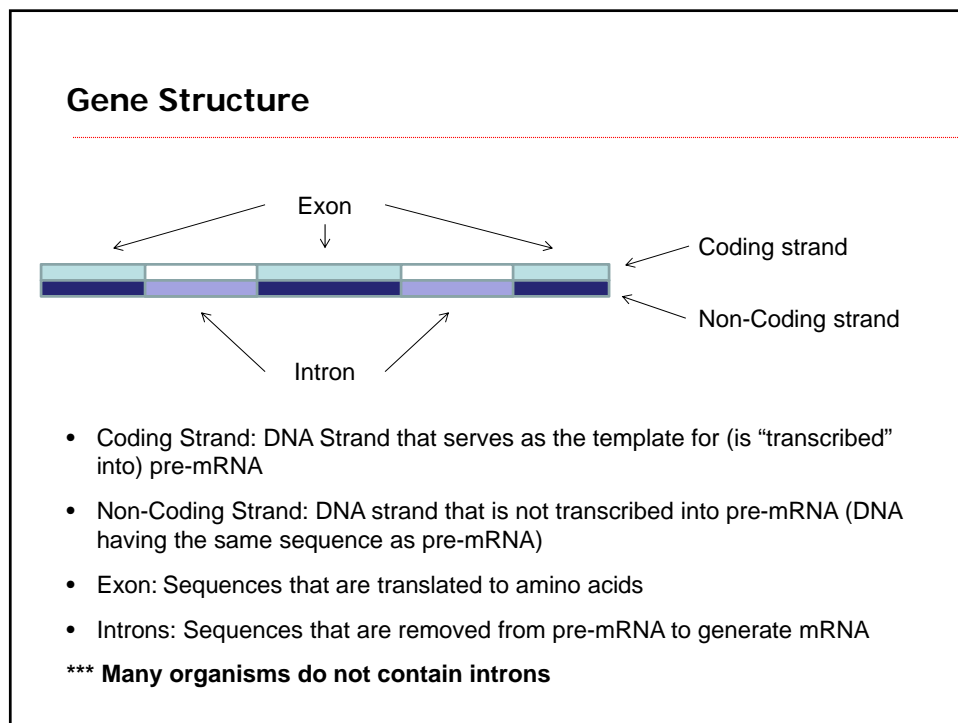 Gene Structure
Exon
Coding strand
Non-Coding strand
Intron
• Coding Strand: DNA Strand that serves as the template for (is “transcribed”
into) pre-mRNA
• Non-Coding Strand: DNA strand that is not transcribed into pre-mRNA (DNA
having the same sequence as pre-mRNA)
• Exon: Sequences that are translated to amino acids
• Introns: Sequences that are removed from pre-mRNA to generate mRNA
*** Many organisms do not contain introns